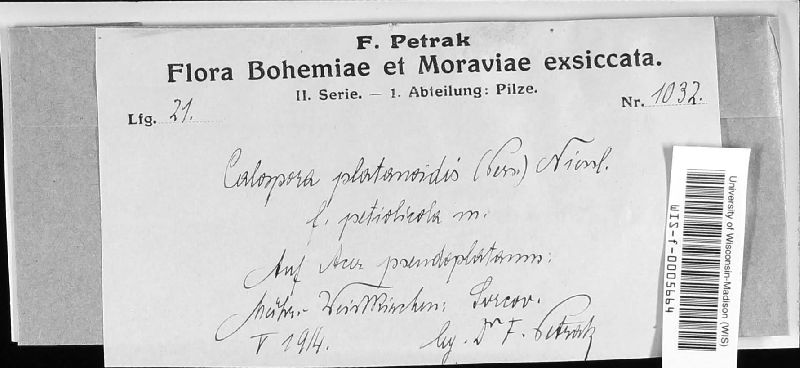 F. Petrak
Flora Bohemiae et Moraviae exsiccata.
II. Serie. — 1. Abteilung: Pilze.
Lfg. 21.
Nr. 1032.
Calospora platanoidis (Pers.) Niessl.
f. petiolicola m.
Auf Acer pseudoplatanus:
Mähr. Weisskirchen:
V 1914. leg. Dr F. Petrak
University of Wisconsin-Madison (WIS)
WIS-f-0005664